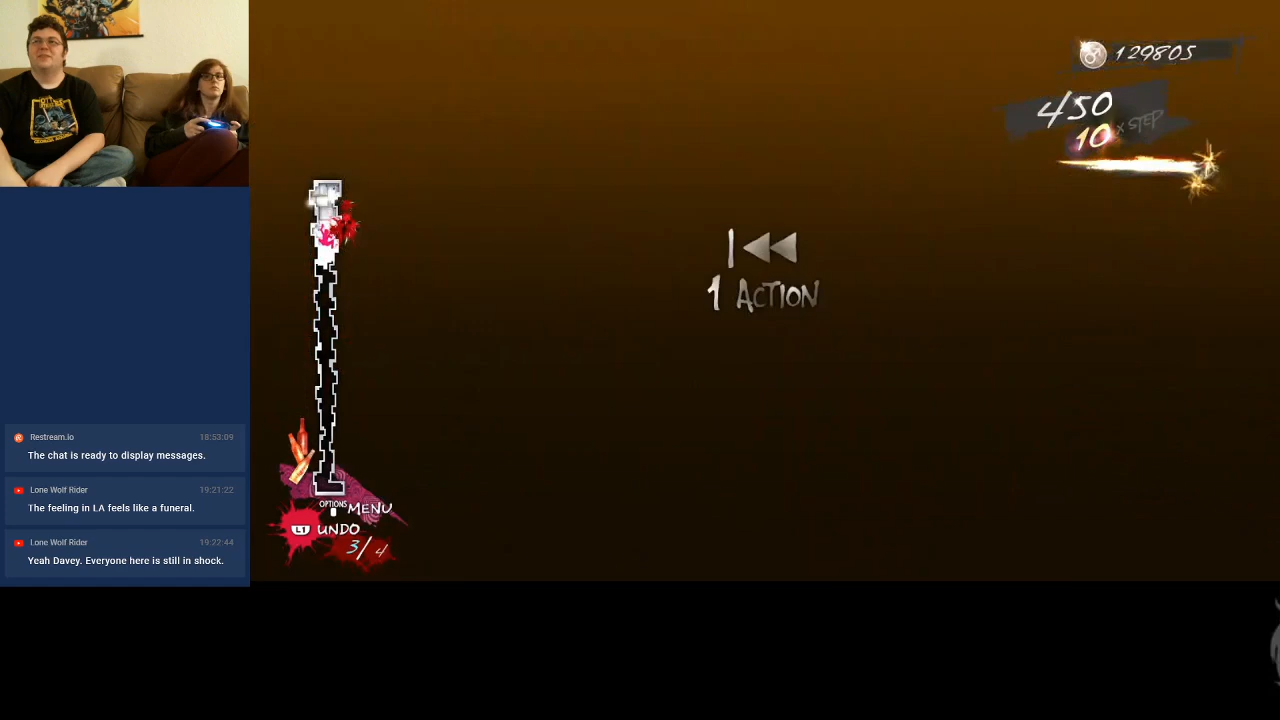 129805
450
10 × STEP
1 ACTION
OPTIONS MENU
L1 UNDO
3/4
Restream.io 18:53:09
The chat is ready to display messages.
Lone Wolf Rider 19:21:22
The feeling in LA feels like a funeral.
Lone Wolf Rider 19:22:44
Yeah Davey. Everyone here is still in shock.